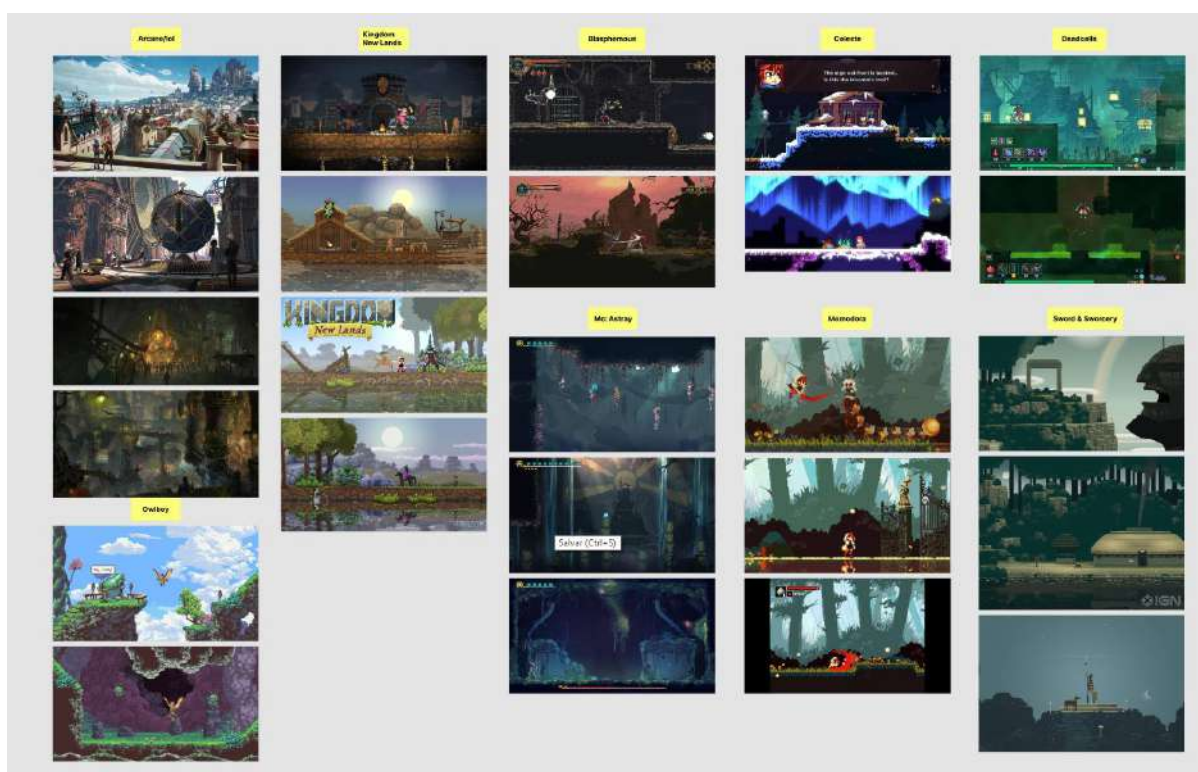 Arcane/lol
Kingdom
New Lands
Blasphemous
Celeste
Deadcells
KINGDOM
New Lands
Mo: Astray
Momodora
Sword & Sworcery
Salvar (Ctrl+S)
Owlboy
IGN